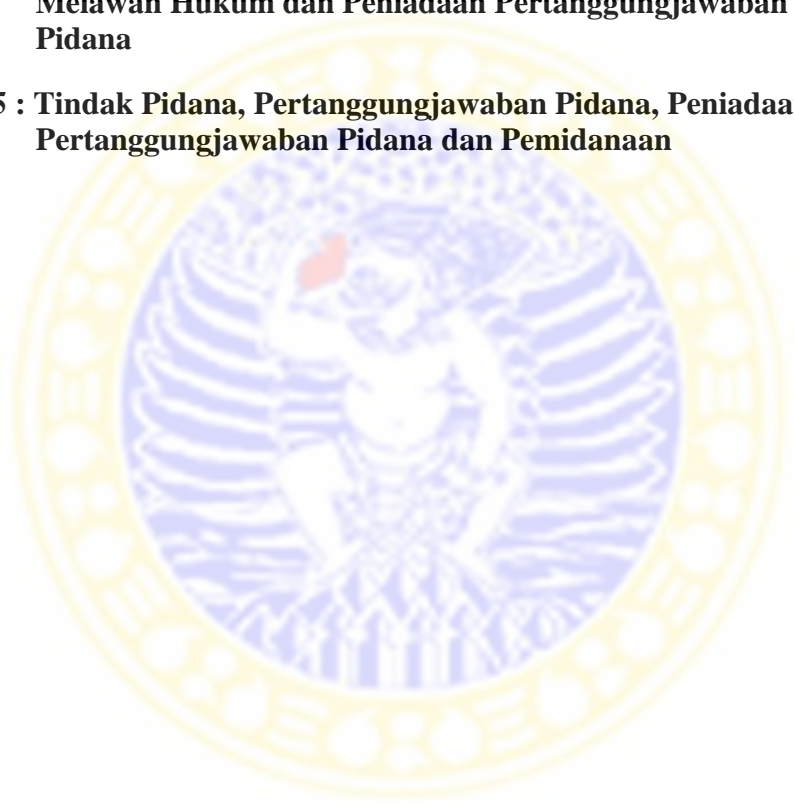 Melawan Hukum dan Peniadaan Pertanggungjawaban
Pidana
5 : Tindak Pidana, Pertanggungjawaban Pidana, Peniadaa
Pertanggungjawaban Pidana dan Pemidanaan